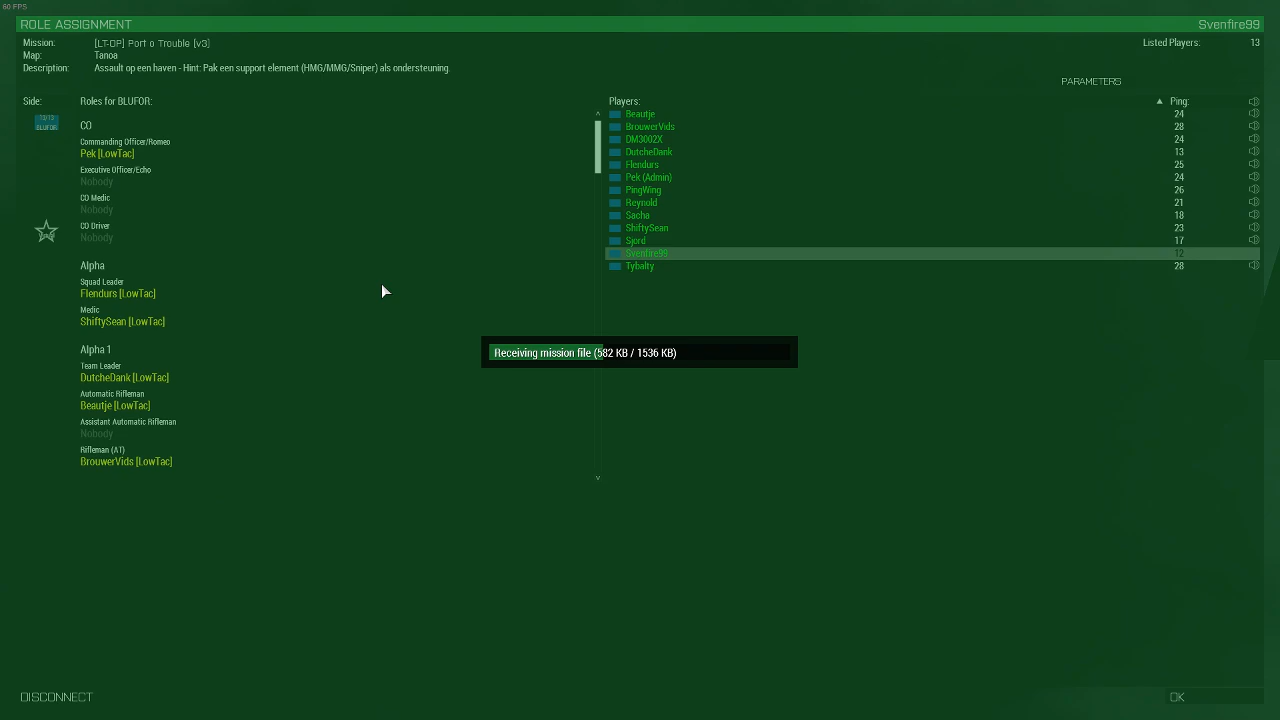 60 FPS
ROLE ASSIGNMENT
Svenfire99
Mission: [LT-OP] Port o Trouble [v3]
Listed Players: 13
Map: Tanoa
Description: Assault op een haven - Hint: Pak een support element (HMG/MMG/Sniper) als ondersteuning.
PARAMETERS
Side:
13/13
BLUFOR
Roles for BLUFOR:
CO
Commanding Officer/Romeo
Pek [LowTac]
Executive Officer/Echo
Nobody
CO Medic
Nobody
CO Driver
Nobody
Alpha
Squad Leader
Flendurs [LowTac]
Medic
ShiftySean [LowTac]
Alpha 1
Team Leader
DutcheDank [LowTac]
Automatic Rifleman
Beautje [LowTac]
Assistant Automatic Rifleman
Nobody
Rifleman (AT)
BrouwerVids [LowTac]
Players: Ping:
Beautje 24
BrouwerVids 28
DM3002X 24
DutcheDank 13
Flendurs 25
Pek (Admin) 24
PingWing 26
Reynold 21
Sacha 18
ShiftySean 23
Sjord 17
Svenfire99 12
Tybalty 28
Receiving mission file (582 KB / 1536 KB)
DISCONNECT
OK